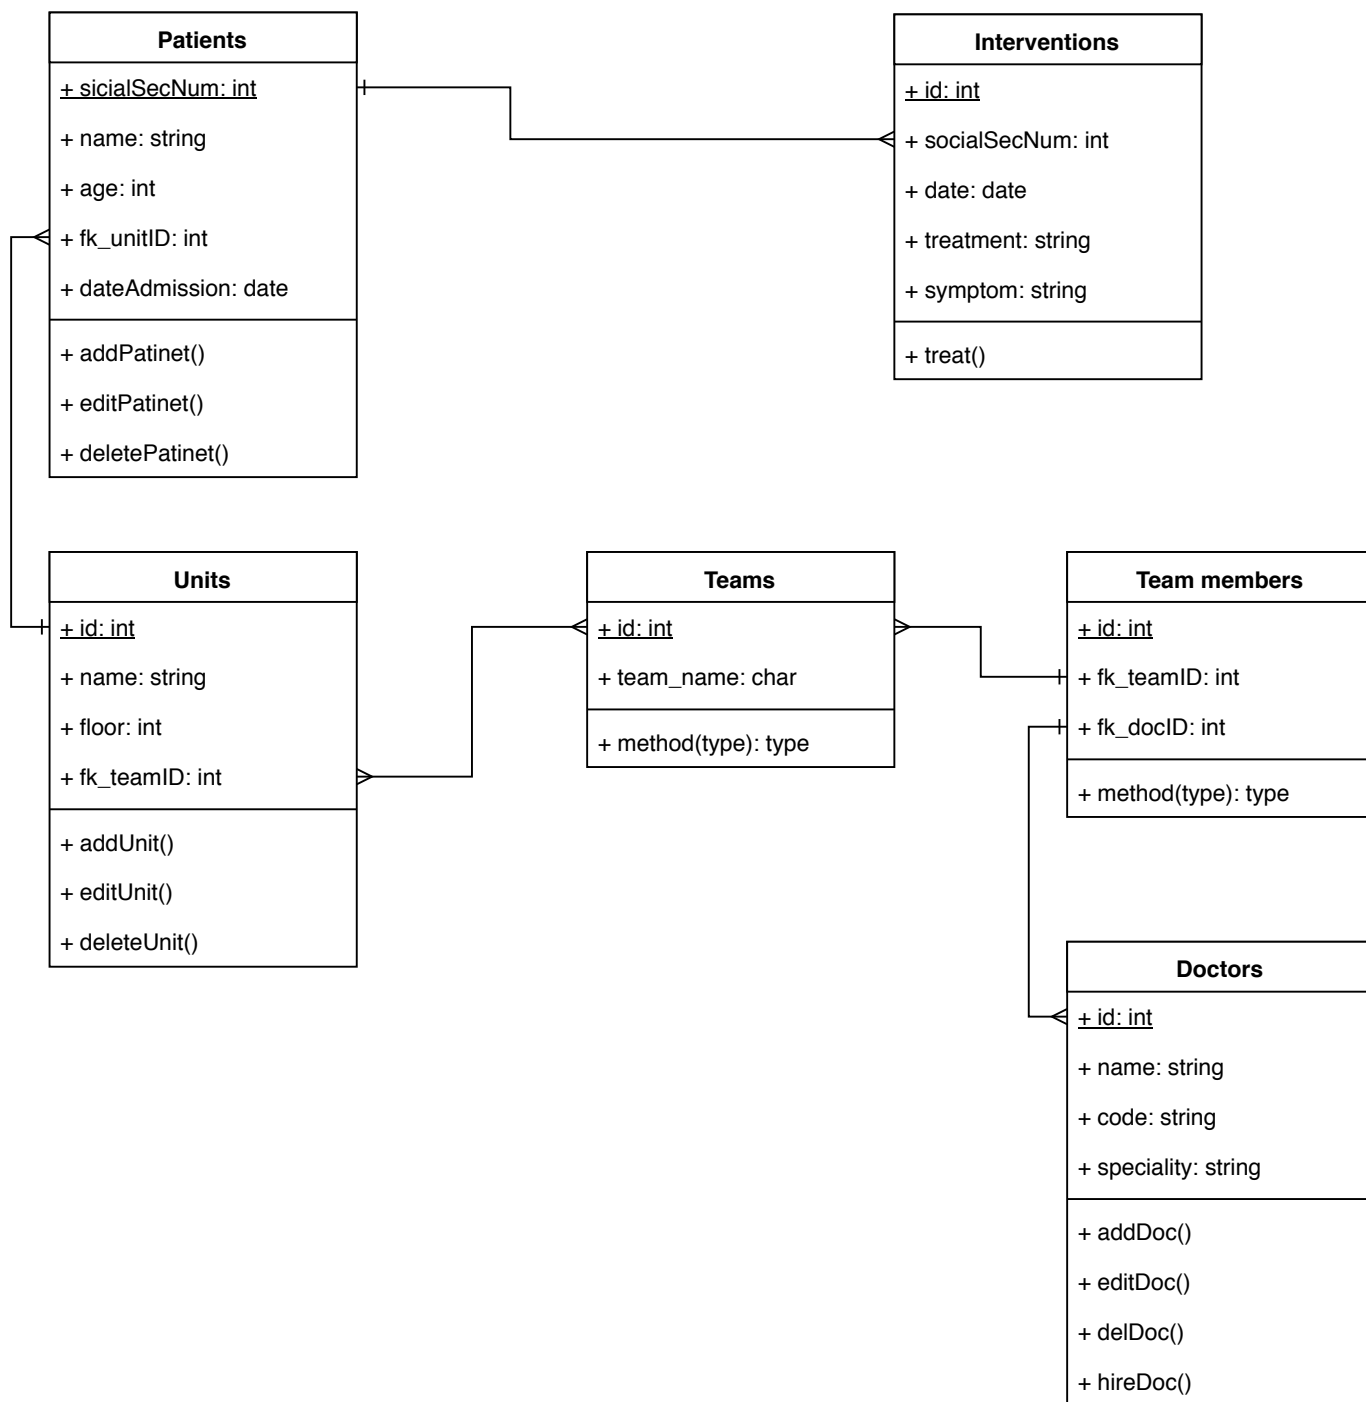 Patients
+ sicialSecNum: int
+ name: string
+ age: int
+ fk_unitID: int
+ dateAdmission: date
+ addPatinet()
+ editPatinet()
+ deletePatinet()
Interventions
+ id: int
+ socialSecNum: int
+ date: date
+ treatment: string
+ symptom: string
+ treat()
Units
+ id: int
+ name: string
+ floor: int
+ fk_teamID: int
+ addUnit()
+ editUnit()
+ deleteUnit()
Teams
+ id: int
+ team_name: char
+ method(type): type
Team members
+ id: int
+ fk_teamID: int
+ fk_docID: int
+ method(type): type
Doctors
+ id: int
+ name: string
+ code: string
+ speciality: string
+ addDoc()
+ editDoc()
+ delDoc()
+ hireDoc()